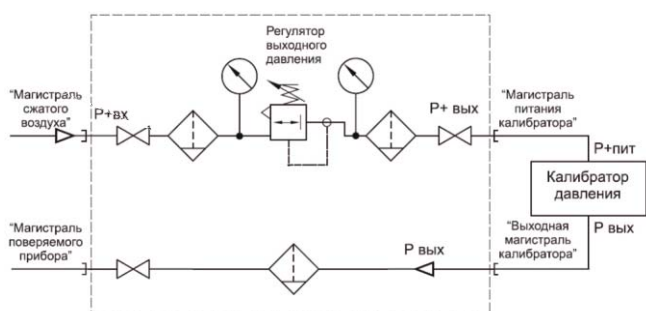 Регулятор
выходного
давления
"Магистраль
сжатого
воздуха"
Р+вх
Р+ вых
"Магистраль
питания
калибратора"
Р+пит
Калибратор
давления
Р вых
"Магистраль
поверяемого
прибора"
Р вых
"Выходная
магистраль
калибратора"